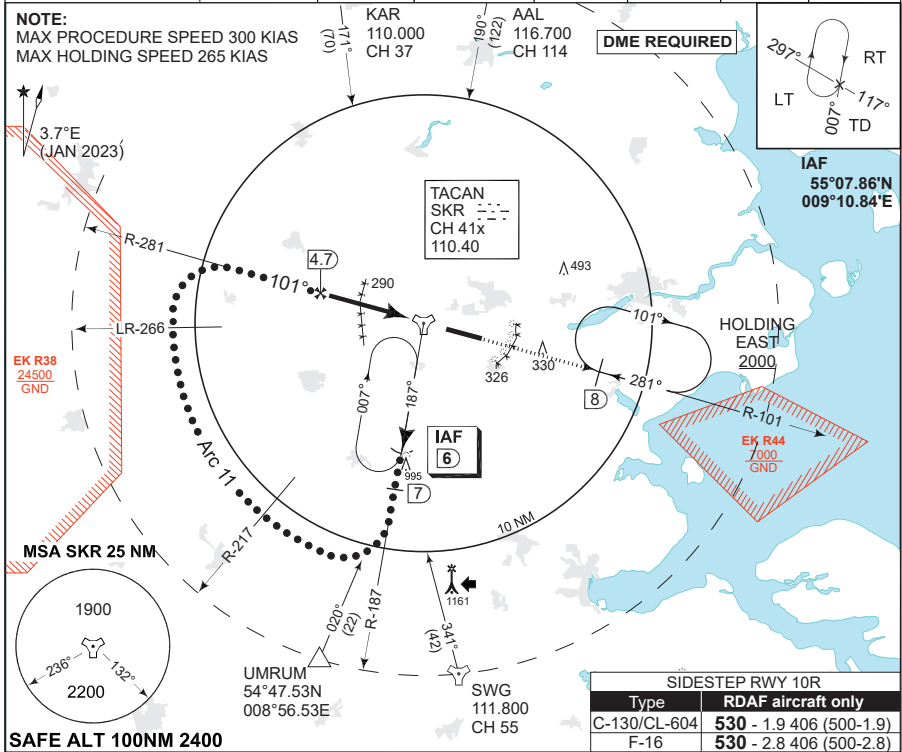 NOTE:
MAX PROCEDURE SPEED 300 KIAS
MAX HOLDING SPEED 265 KIAS
171°
(70)
KAR
110.000
CH 37
190°
(122)
AAL
116.700
CH 114
DME REQUIRED
297°
RT
LT
117°
007°
TD
IAF
55°07.86'N
009°10.84'E
3.7°E
(JAN 2023)
TACAN
SKR
CH 41x
110.40
R-281
4.7
101°
290
493
LR-266
101°
HOLDING
EAST
2000
EK R38
24500
GND
326
330
281°
8
R-101
007°
187°
EK R44
7000
GND
IAF
6
995
7
Arc 11
R-217
10 NM
MSA SKR 25 NM
1900
236°
132°
2200
020°
(22)
R-187
1161
341°
(42)
UMRUM
54°47.53N
008°56.53E
SWG
111.800
CH 55
SAFE ALT 100NM 2400
SIDESTEP RWY 10R
Type RDAF aircraft only
C-130/CL-604 530 - 1.9 406 (500-1.9)
F-16 530 - 2.8 406 (500-2.8)